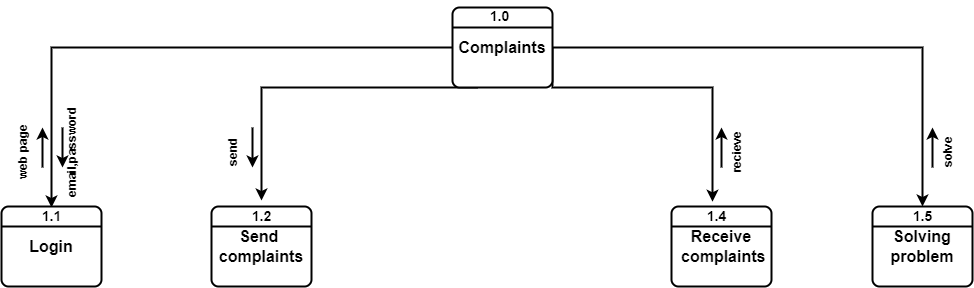 1.0
Complaints
web page
email,password
send
recieve
solve
1.1
Login
1.2
Send
complaints
1.4
Receive
complaints
1.5
Solving
problem